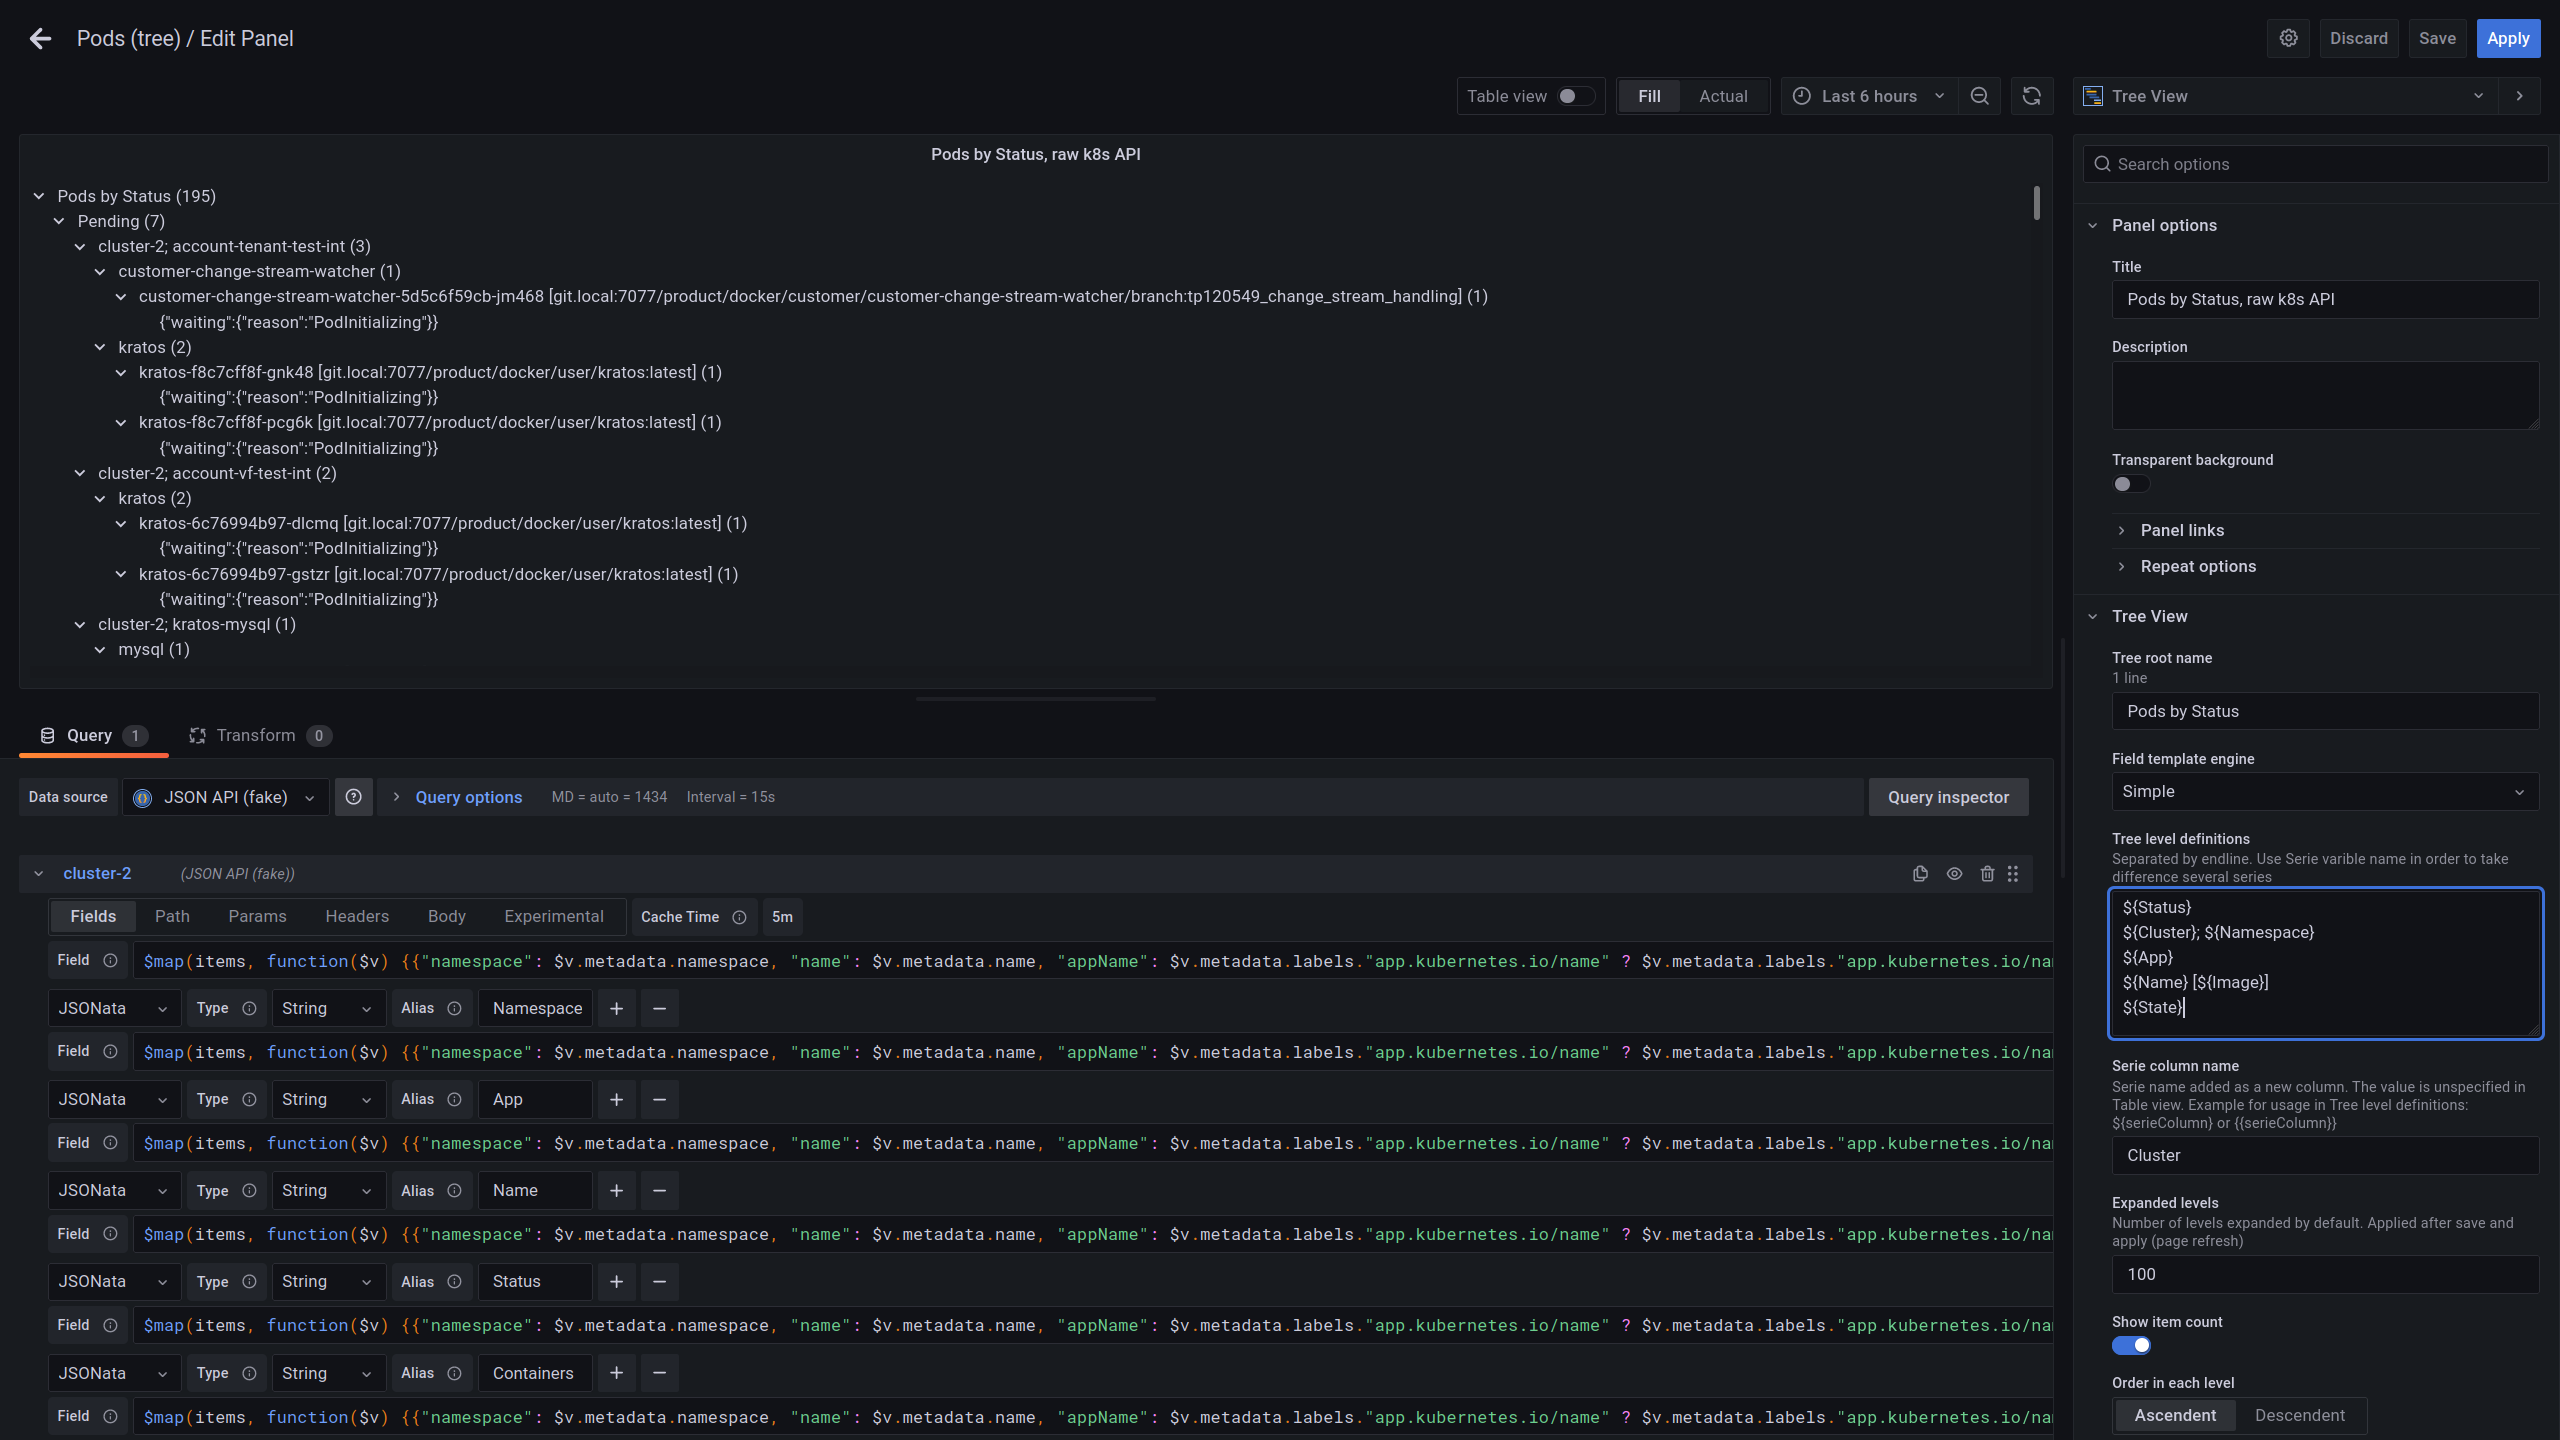 Pods (tree) / Edit Panel
Discard
Save
Apply
Table view
Fill
Actual
Last 6 hours
Tree View
Pods by Status, raw k8s API
Pods by Status (195)
Pending (7)
cluster-2; account-tenant-test-int (3)
customer-change-stream-watcher (1)
customer-change-stream-watcher-5d5c6f59cb-jm468 [git.local:7077/product/docker/customer/customer-change-stream-watcher/branch:tp120549_change_stream_handling] (1)
{"waiting":{"reason":"PodInitializing"}}
kratos (2)
kratos-f8c7cff8f-gnk48 [git.local:7077/product/docker/user/kratos:latest] (1)
{"waiting":{"reason":"PodInitializing"}}
kratos-f8c7cff8f-pcg6k [git.local:7077/product/docker/user/kratos:latest] (1)
{"waiting":{"reason":"PodInitializing"}}
cluster-2; account-vf-test-int (2)
kratos (2)
kratos-6c76994b97-dlcmq [git.local:7077/product/docker/user/kratos:latest] (1)
{"waiting":{"reason":"PodInitializing"}}
kratos-6c76994b97-gstzr [git.local:7077/product/docker/user/kratos:latest] (1)
{"waiting":{"reason":"PodInitializing"}}
cluster-2; kratos-mysql (1)
mysql (1)
Query 1
Transform 0
Data source
JSON API (fake)
Query options
MD = auto = 1434
Interval = 15s
Query inspector
cluster-2
(JSON API (fake))
Fields
Path
Params
Headers
Body
Experimental
Cache Time
5m
Field $map(items, function($v) {{"namespace": $v.metadata.namespace, "name": $v.metadata.name, "appName": $v.metadata.labels."app.kubernetes.io/name" ? $v.metadata.labels."app.kubernetes.io/na
JSONata Type String Alias Namespace
Field $map(items, function($v) {{"namespace": $v.metadata.namespace, "name": $v.metadata.name, "appName": $v.metadata.labels."app.kubernetes.io/name" ? $v.metadata.labels."app.kubernetes.io/na
JSONata Type String Alias App
Field $map(items, function($v) {{"namespace": $v.metadata.namespace, "name": $v.metadata.name, "appName": $v.metadata.labels."app.kubernetes.io/name" ? $v.metadata.labels."app.kubernetes.io/na
JSONata Type String Alias Name
Field $map(items, function($v) {{"namespace": $v.metadata.namespace, "name": $v.metadata.name, "appName": $v.metadata.labels."app.kubernetes.io/name" ? $v.metadata.labels."app.kubernetes.io/na
JSONata Type String Alias Status
Field $map(items, function($v) {{"namespace": $v.metadata.namespace, "name": $v.metadata.name, "appName": $v.metadata.labels."app.kubernetes.io/name" ? $v.metadata.labels."app.kubernetes.io/na
JSONata Type String Alias Containers
Field $map(items, function($v) {{"namespace": $v.metadata.namespace, "name": $v.metadata.name, "appName": $v.metadata.labels."app.kubernetes.io/name" ? $v.metadata.labels."app.kubernetes.io/na
Search options
Panel options
Title
Pods by Status, raw k8s API
Description
Transparent background
Panel links
Repeat options
Tree View
Tree root name
1 line
Pods by Status
Field template engine
Simple
Tree level definitions
Separated by endline. Use Serie varible name in order to take
difference several series
${Status}
${Cluster}; ${Namespace}
${App}
${Name} [${Image}]
${State}
Serie column name
Serie name added as a new column. The value is unspecified in
Table view. Example for usage in Tree level definitions:
${serieColumn} or {{serieColumn}}
Cluster
Expanded levels
Number of levels expanded by default. Applied after save and
apply (page refresh)
100
Show item count
Order in each level
Ascendent
Descendent